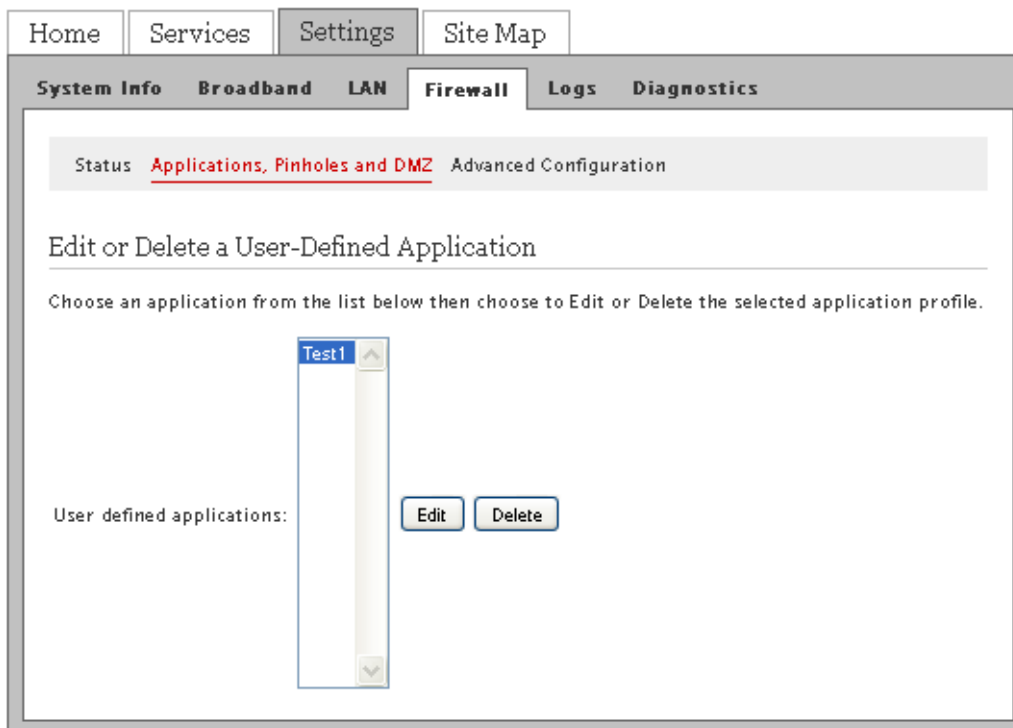 Home Services Settings Site Map
System Info Broadband LAN Firewall Logs Diagnostics
Status Applications, Pinholes and DMZ Advanced Configuration
Edit or Delete a User-Defined Application
Choose an application from the list below then choose to Edit or Delete the selected application profile.
Test1
User defined applications: Edit Delete